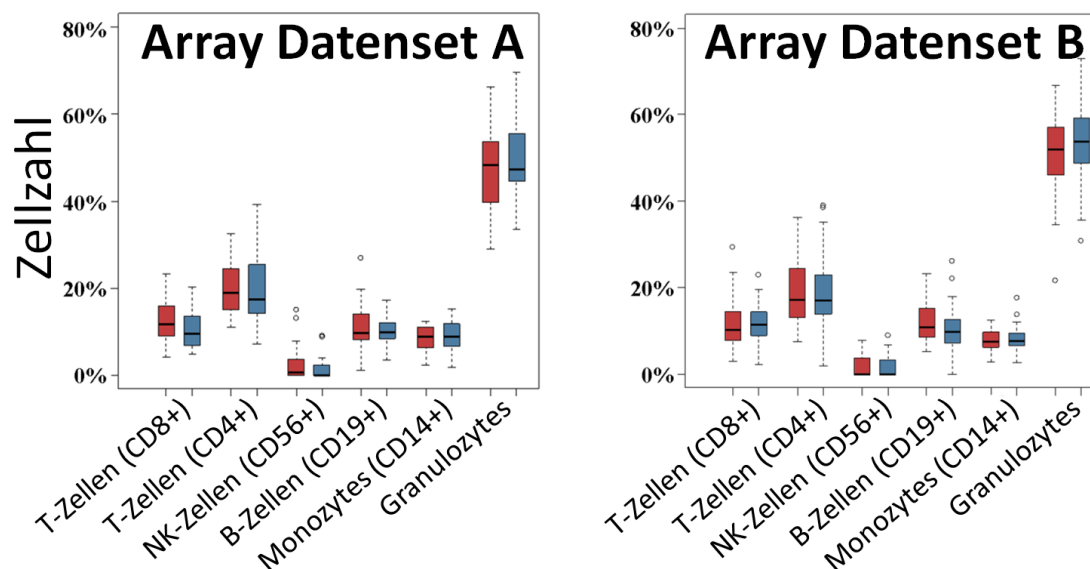 Array Datenset A
Zellzahl
80%
60%
40%
20%
0%
T-Zellen (CD8+)
T-Zellen (CD4+)
NK-Zellen (CD56+)
B-Zellen (CD19+)
Monozytes (CD14+)
Granulozytes
Array Datenset B
80%
60%
40%
20%
0%
T-Zellen (CD8+)
T-Zellen (CD4+)
NK-Zellen (CD56+)
B-Zellen (CD19+)
Monozytes (CD14+)
Granulozytes